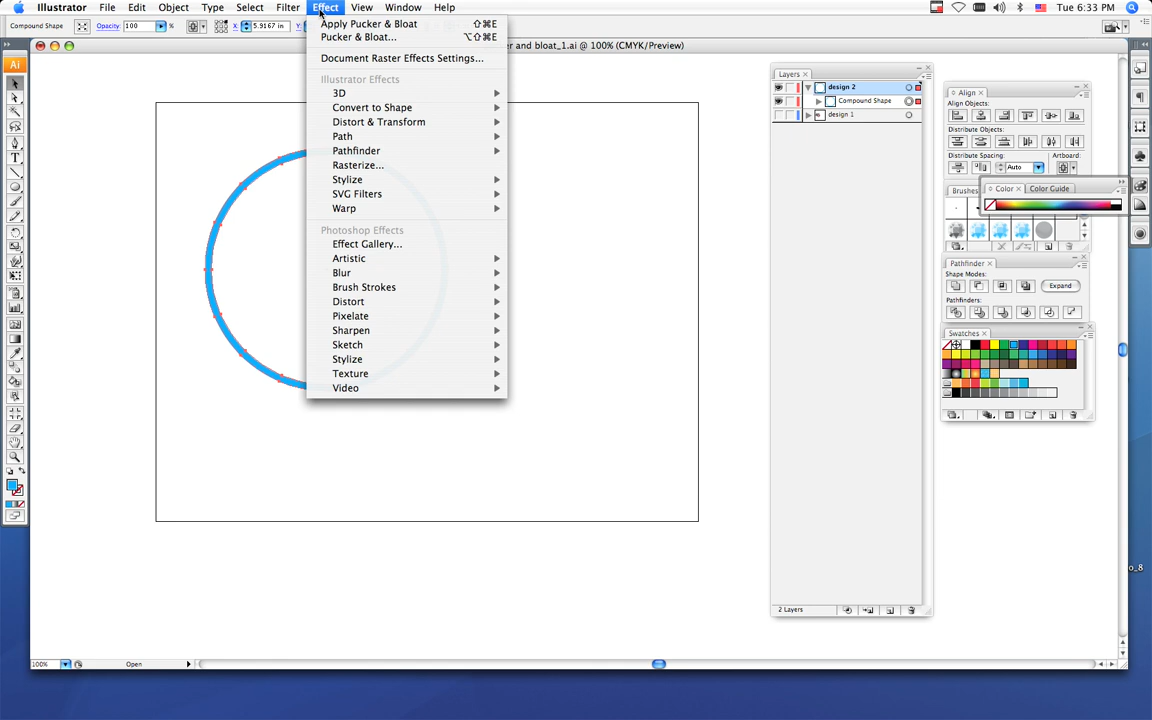 Illustrator File Edit Object Type Select Filter Effect View Window Help
Tue 6:33 PM
Compound Shape Opacity: 100 % X: 5.9167 in Y:
er and bloat_1.ai @ 100% (CMYK/Preview)
Ai
Apply Pucker & Bloat ⇧⌘E
Pucker & Bloat... ⌥⇧⌘E
Document Raster Effects Settings...
Illustrator Effects
3D
Convert to Shape
Distort & Transform
Path
Pathfinder
Rasterize...
Stylize
SVG Filters
Warp
Photoshop Effects
Effect Gallery...
Artistic
Blur
Brush Strokes
Distort
Pixelate
Sharpen
Sketch
Stylize
Texture
Video
Layers ×
design 2
Compound Shape
design 1
2 Layers
Align ×
Align Objects:
Distribute Objects:
Distribute Spacing: Artboard:
Auto
Color × Color Guide
Brushes
Pathfinder ×
Shape Modes:
Expand
Pathfinders:
Swatches ×
o_8
100% Open